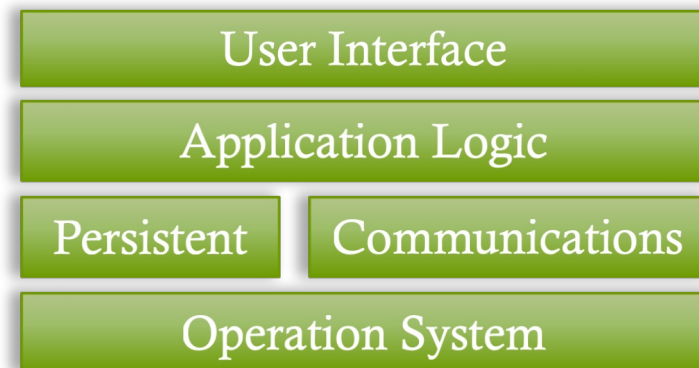 User Interface
Application Logic
Persistent Communications
Operation System